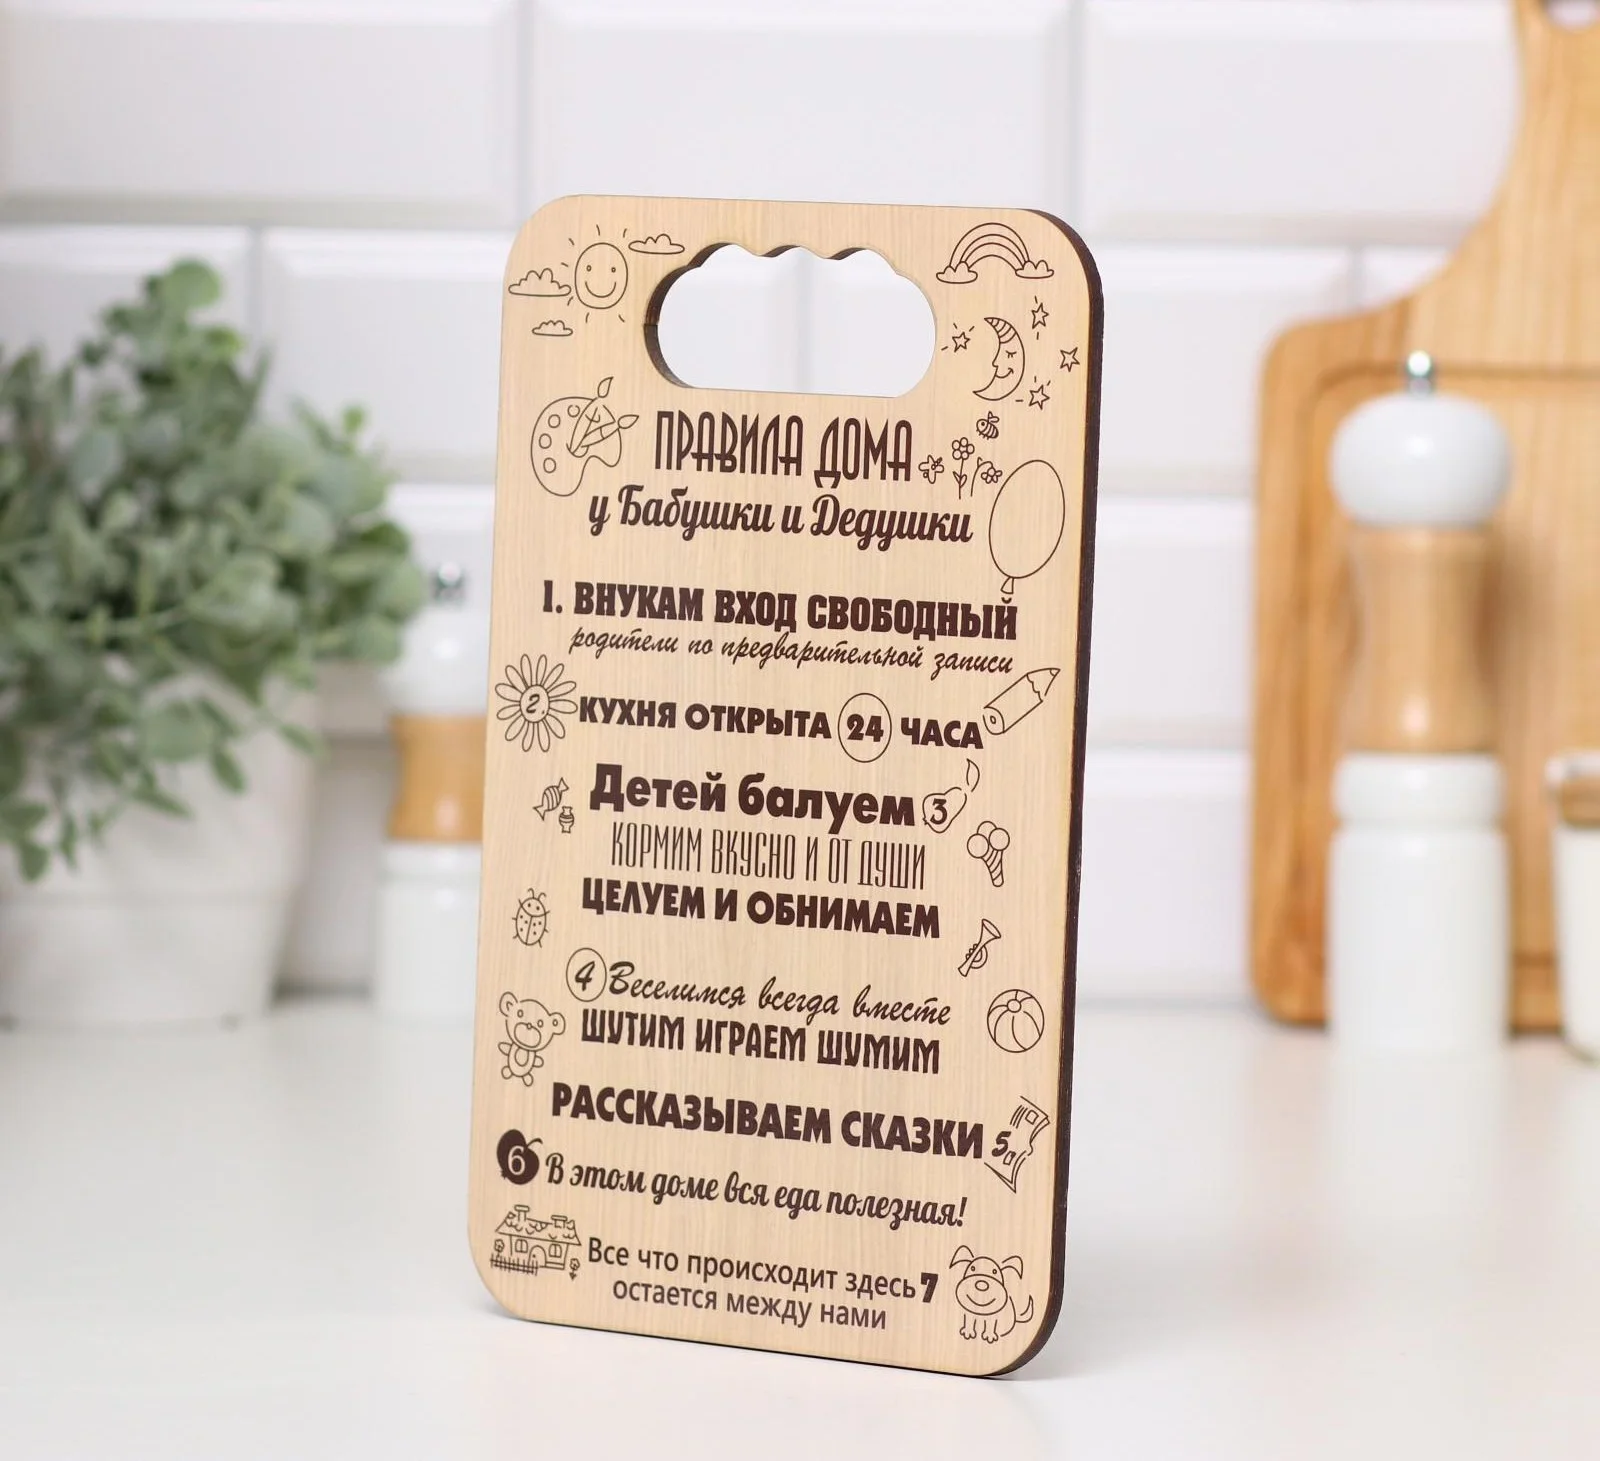 ПРАВИЛА ДОМА
у Бабушки и Дедушки
1. ВНУКАМ ВХОД СВОБОДНЫЙ
родители по предварительной записи
2. КУХНЯ ОТКРЫТА 24 ЧАСА
Детей балуем 3
КОРМИМ ВКУСНО И ОТ ДУШИ
ЦЕЛУЕМ И ОБНИМАЕМ
4 Веселимся всегда вместе
ШУТИМ ИГРАЕМ ШУМИМ
РАССКАЗЫВАЕМ СКАЗКИ 5
6 В этом доме вся еда полезная!
Все что происходит здесь 7
остается между нами